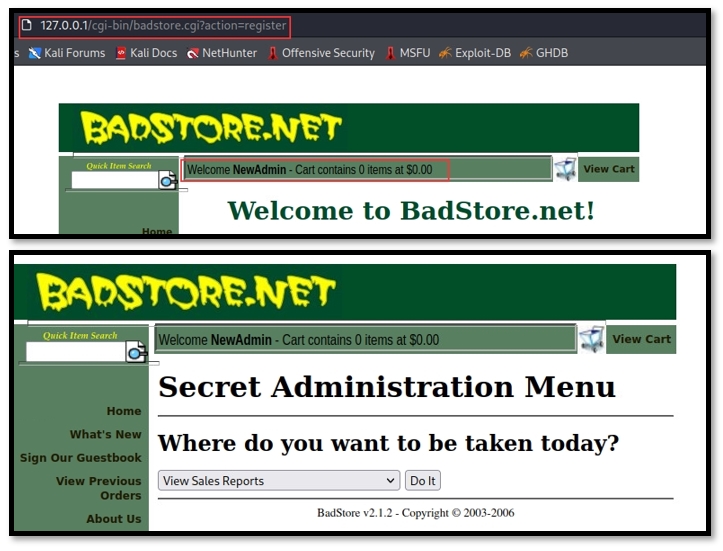 127.0.0.1/cgi-bin/badstore.cgi?action=register
s Kali Forums Kali Docs NetHunter Offensive Security MSFU Exploit-DB GHDB
BADSTORE.NET
Quick Item Search
Welcome NewAdmin - Cart contains 0 items at $0.00
View Cart
Welcome to BadStore.net!
Home
BADSTORE.NET
Quick Item Search
Welcome NewAdmin - Cart contains 0 items at $0.00
View Cart
Secret Administration Menu
Home
What's New
Sign Our Guestbook
View Previous
Orders
About Us
Where do you want to be taken today?
View Sales Reports
Do It
BadStore v2.1.2 - Copyright © 2003-2006